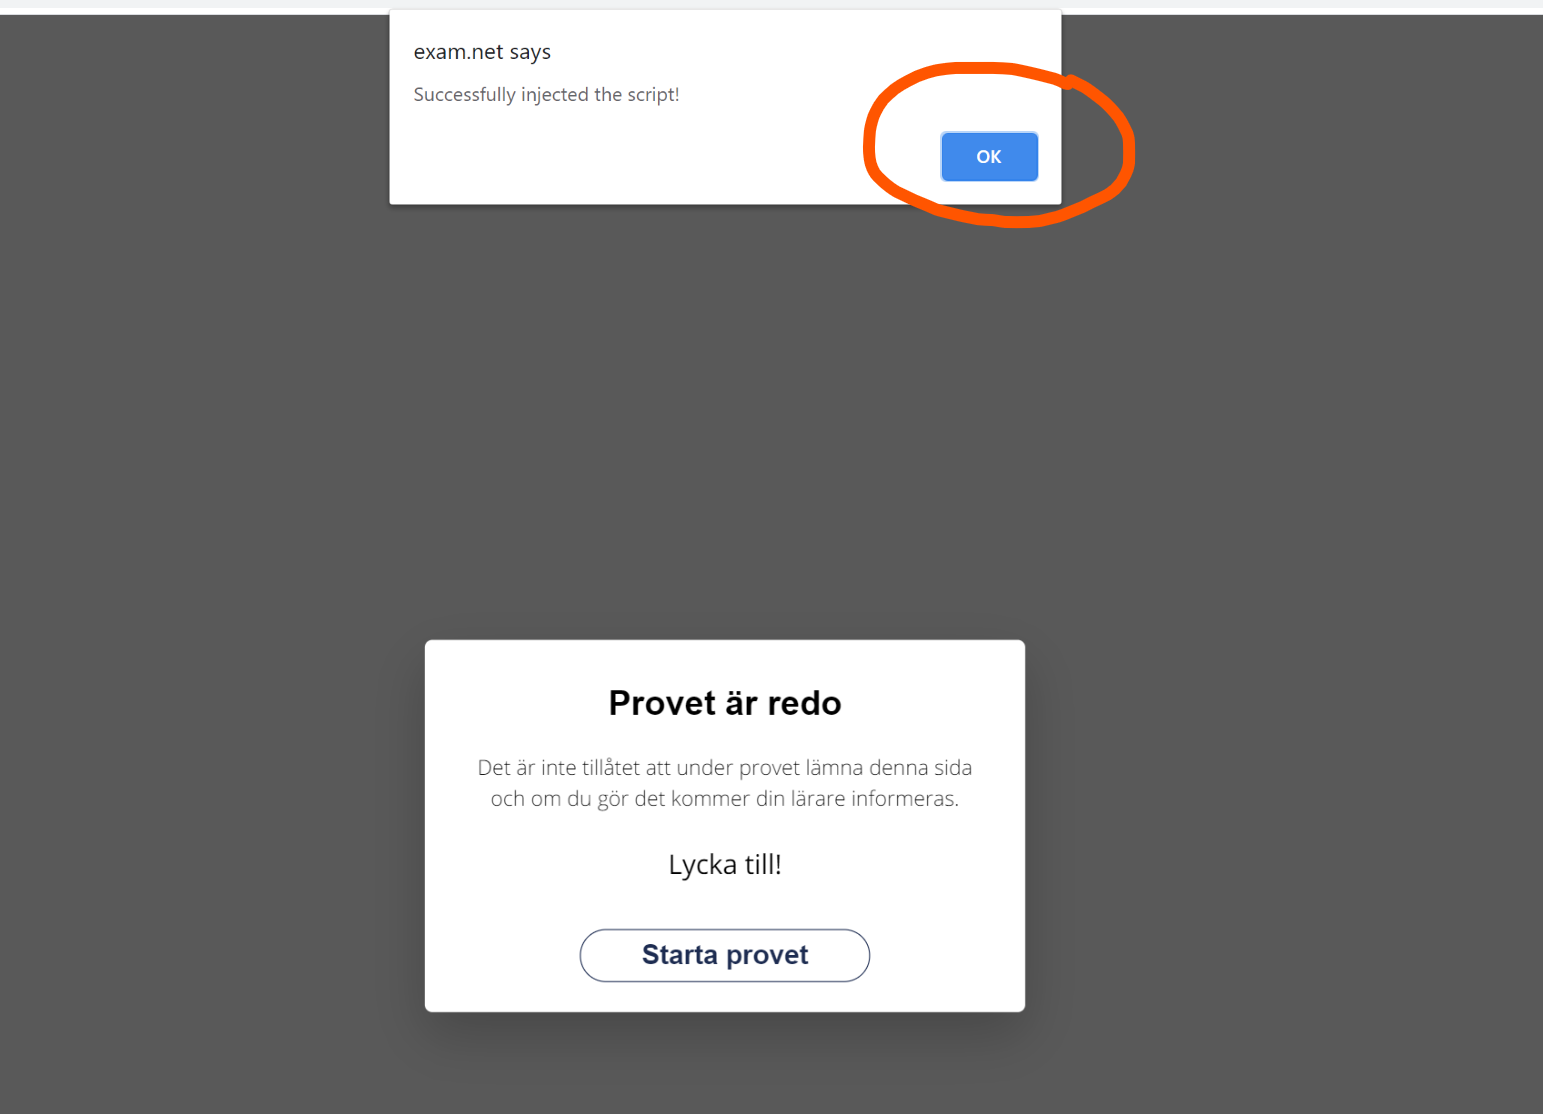 exam.net says
Successfully injected the script!
OK
Provet är redo
Det är inte tillåtet att under provet lämna denna sida
och om du gör det kommer din lärare informeras.
Lycka till!
Starta provet